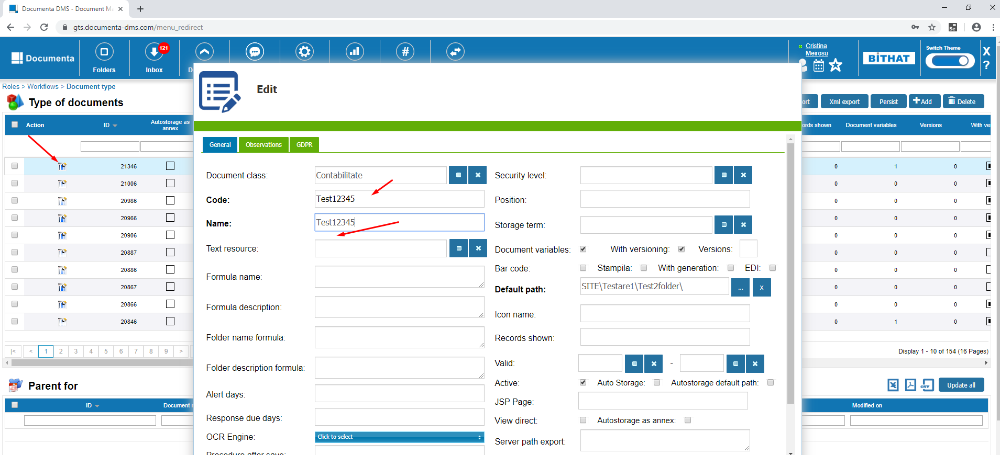 Documenta DMS - Document Ma
gts.documenta-dms.com/menu_redirect
Se
Documenta
Folders
Inbox
121
#
Cristina
Meirosu
BiTHAT
Switch Theme
X
?
Roles > Workflows > Document type
Type of documents
ort
Xml export
Persist
Add
Delete
Edit
Action
ID
Autostorage as
annex
ords shown
Document variables
Versions
With ve
General
Observations
GDPR
21346
0 1 0
21006
0 0 0
20986
0 0 0
20966
0 0 0
20906
0 0 0
20887
0 0 0
20886
0 0 0
20867
0 0 0
20866
0 0 0
20846
0 1 0
Document class:
Contabilitate
Code:
Test12345
Name:
Test12345
Text resource:
Formula name:
Formula description:
Folder name formula:
Folder description formula:
Alert days:
Response due days:
OCR Engine:
Click to select
Procedure after save:
Security level:
Position:
Storage term:
Document variables:
With versioning:
Versions:
Bar code:
Stampila:
With generation:
EDI:
Default path:
SITE\Testare1\Test2folder\
...
x
Icon name:
Records shown:
Valid:
-
Active:
Auto Storage:
Autostorage default path:
JSP Page:
View direct:
Autostorage as annex:
Server path export:
|< < 1 2 3 4 5 6 7 8 9 >
Display 1 - 10 of 154 (16 Pages)
Parent for
CSV
Update all
ID
Document
Modified on